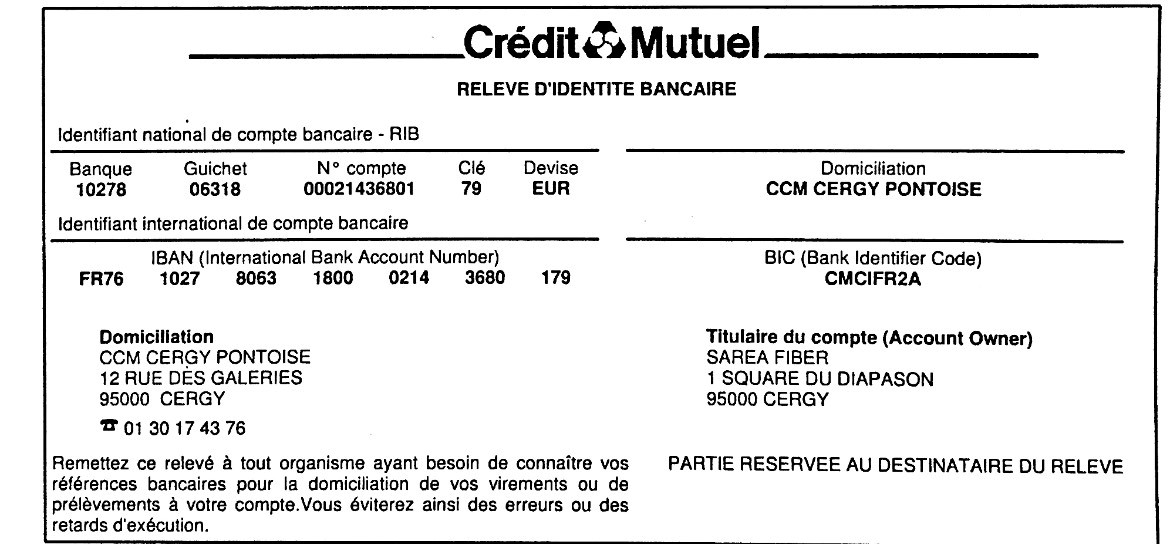 Crédit Mutuel
RELEVE D'IDENTITE BANCAIRE
Identifiant national de compte bancaire - RIB
Banque Guichet N° compte Clé Devise Domiciliation
10278 06318 00021436801 79 EUR CCM CERGY PONTOISE
Identifiant international de compte bancaire
IBAN (International Bank Account Number) BIC (Bank Identifier Code)
FR76 1027 8063 1800 0214 3680 179 CMCIFR2A
Domiciliation
CCM CERGY PONTOISE
12 RUE DES GALERIES
95000 CERGY
☎ 01 30 17 43 76
Titulaire du compte (Account Owner)
SAREA FIBER
1 SQUARE DU DIAPASON
95000 CERGY
Remettez ce relevé à tout organisme ayant besoin de connaître vos
références bancaires pour la domiciliation de vos virements ou de
prélèvements à votre compte.Vous éviterez ainsi des erreurs ou des
retards d'exécution.
PARTIE RESERVEE AU DESTINATAIRE DU RELEVE